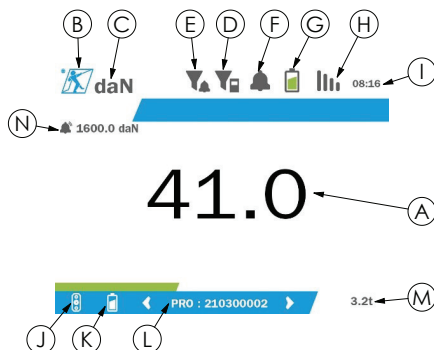 B C E D F G H
daN 08:16 I
N 1600.0 daN
41.0 A
PRO : 210300002 3.2t M
J K L